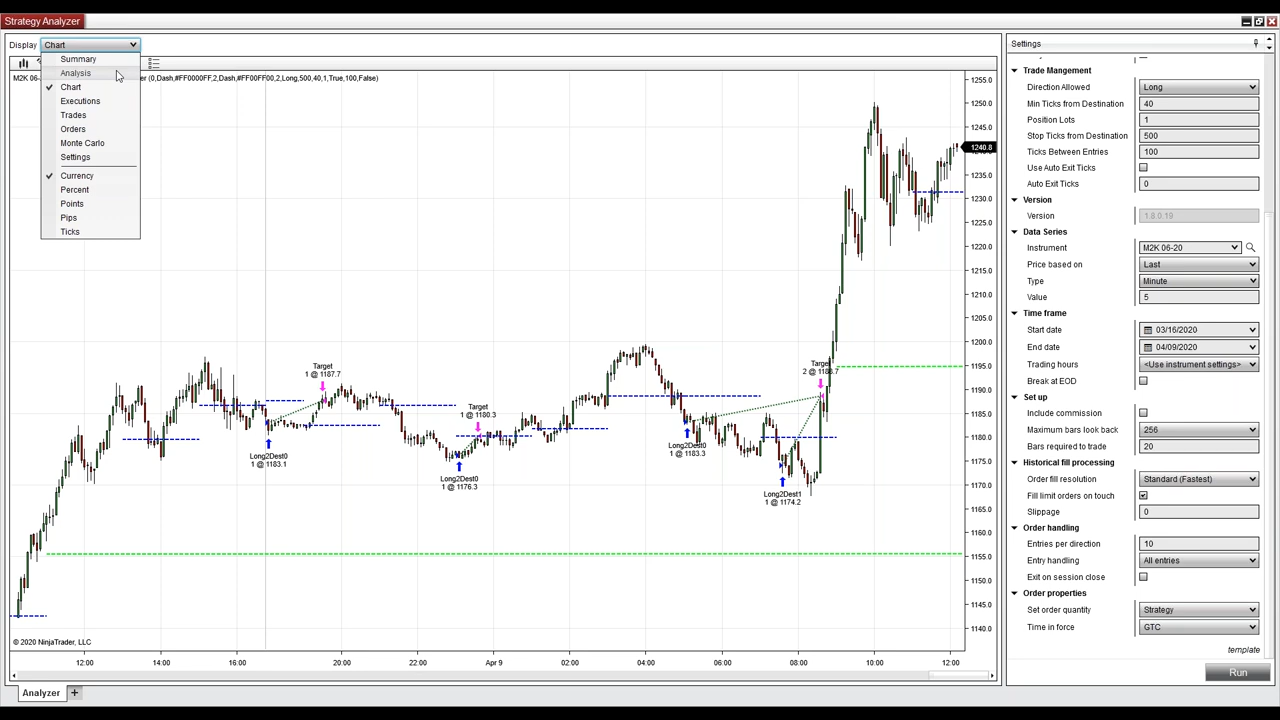 Strategy Analyzer
Display Chart
Summary
Analysis
Chart
Executions
Trades
Orders
Monte Carlo
Settings
Currency
Percent
Points
Pips
Ticks
M2K 06-
(0,Dash,#FF0000FF,2,Dash,#FF00FF00,2,Long,500,40,1,True,100,False)
Target
1 @ 1187.7
Long2Dest0
1 @ 1183.1
Target
1 @ 1180.3
Long2Dest0
1 @ 1176.3
Long2Dest0
1 @ 1183.3
Target
Long2Dest1
1 @ 1174.2
1255.0
1250.0
1245.0
1240.8
1235.0
1230.0
1225.0
1220.0
1215.0
1210.0
1205.0
1200.0
1195.0
1190.0
1185.0
1180.0
1175.0
1170.0
1165.0
1160.0
1155.0
1150.0
1145.0
1140.0
© 2020 NinjaTrader, LLC
12:00 14:00 16:00 20:00 22:00 Apr 9 02:00 04:00 06:00 08:00 10:00 12:00
Analyzer +
Settings
Trade Mangement
Direction Allowed Long
Min Ticks from Destination 40
Position Lots 1
Stop Ticks from Destination 500
Ticks Between Entries 100
Use Auto Exit Ticks
Auto Exit Ticks 0
Version
Version 1.8.0.19
Data Series
Instrument M2K 06-20
Price based on Last
Type Minute
Value 5
Time frame
Start date 03/16/2020
End date 04/09/2020
Trading hours <Use instrument settings>
Break at EOD
Set up
Include commission
Maximum bars look back 256
Bars required to trade 20
Historical fill processing
Order fill resolution Standard (Fastest)
Fill limit orders on touch
Slippage 0
Order handling
Entries per direction 10
Entry handling All entries
Exit on session close
Order properties
Set order quantity Strategy
Time in force GTC
template
Run